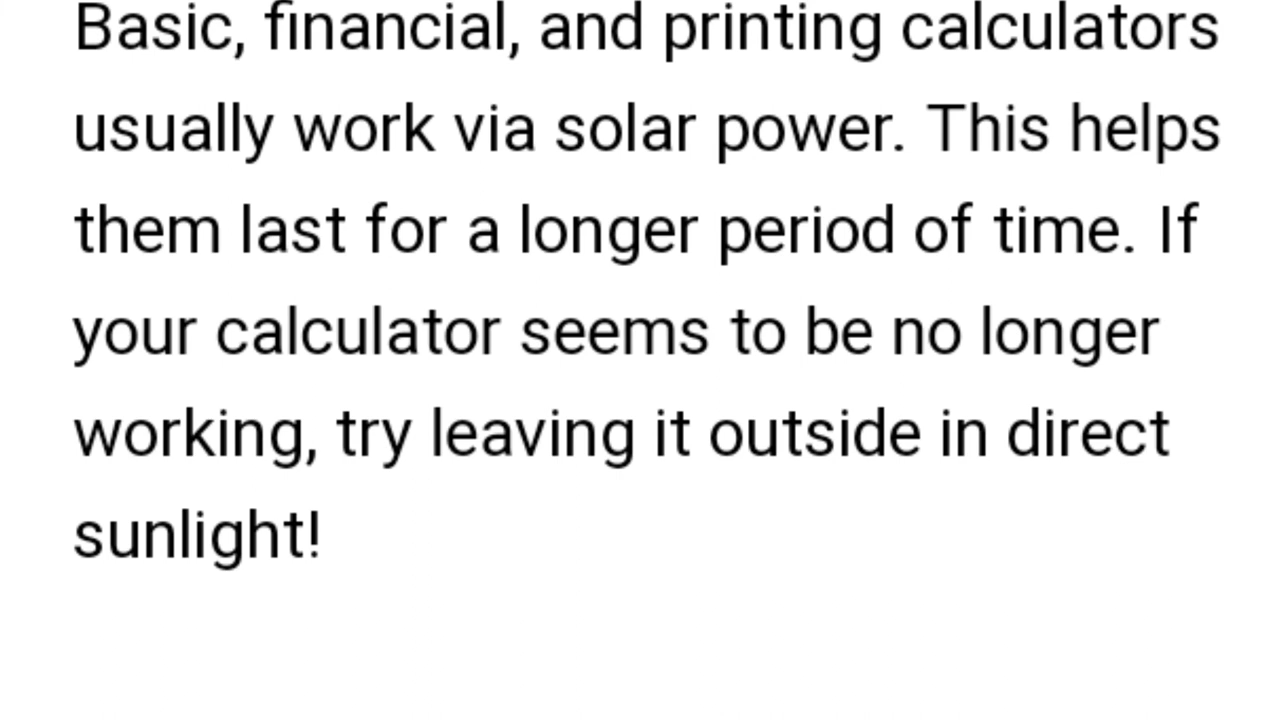 Basic, financial, and printing calculators
usually work via solar power. This helps
them last for a longer period of time. If
your calculator seems to be no longer
working, try leaving it outside in direct
sunlight!